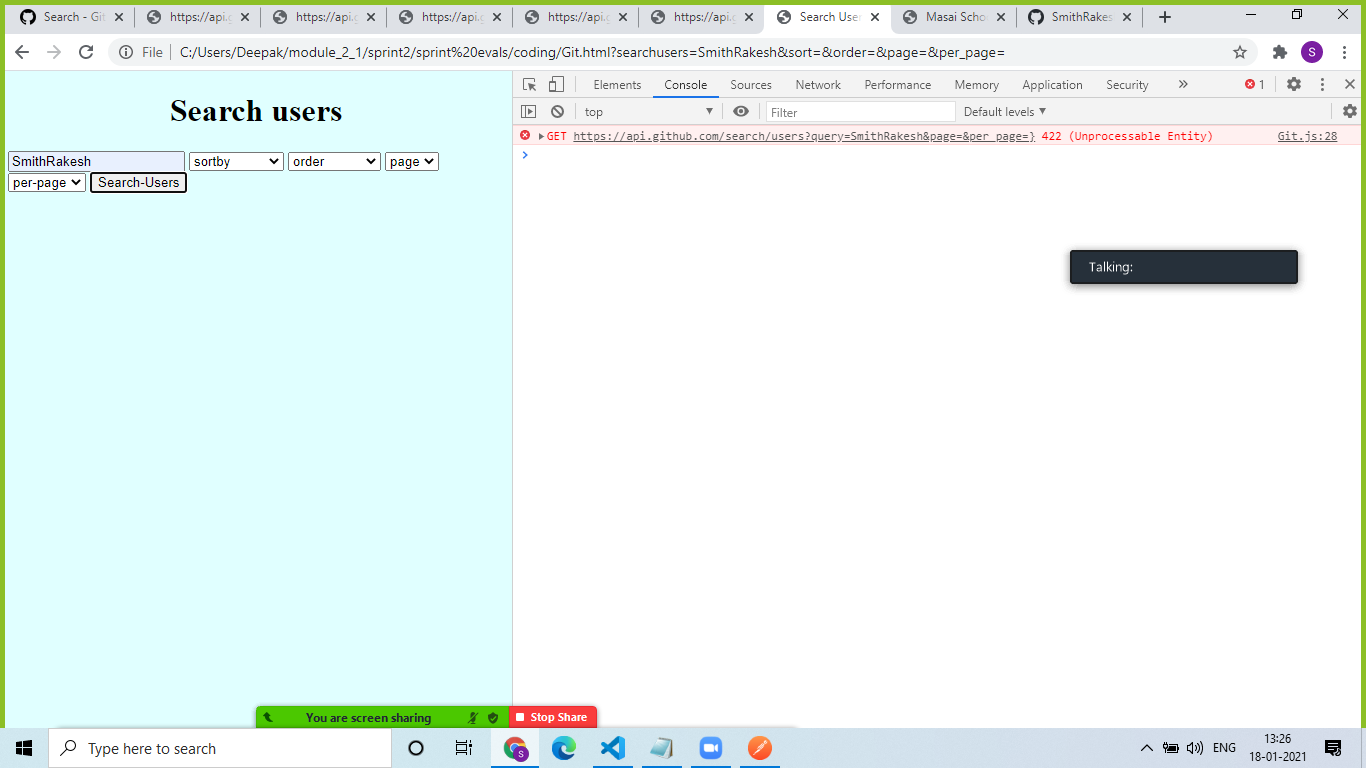 Search - Git
https://api.g
https://api.g
https://api.g
https://api.g
https://api.g
Search User
Masai Schoo
SmithRakes
File
C:/Users/Deepak/module_2_1/sprint2/sprint%20evals/coding/Git.html?searchusers=SmithRakesh&sort=&order=&page=&per_page=
S
Search users
SmithRakesh
sortby
order
page
per-page
Search-Users
Elements
Console
Sources
Network
Performance
Memory
Application
Security
»
1
top
Filter
Default levels
GET https://api.github.com/search/users?query=SmithRakesh&page=&per_page=} 422 (Unprocessable Entity)
Git.js:28
Talking:
You are screen sharing
Stop Share
Type here to search
S
ENG
13:26
18-01-2021